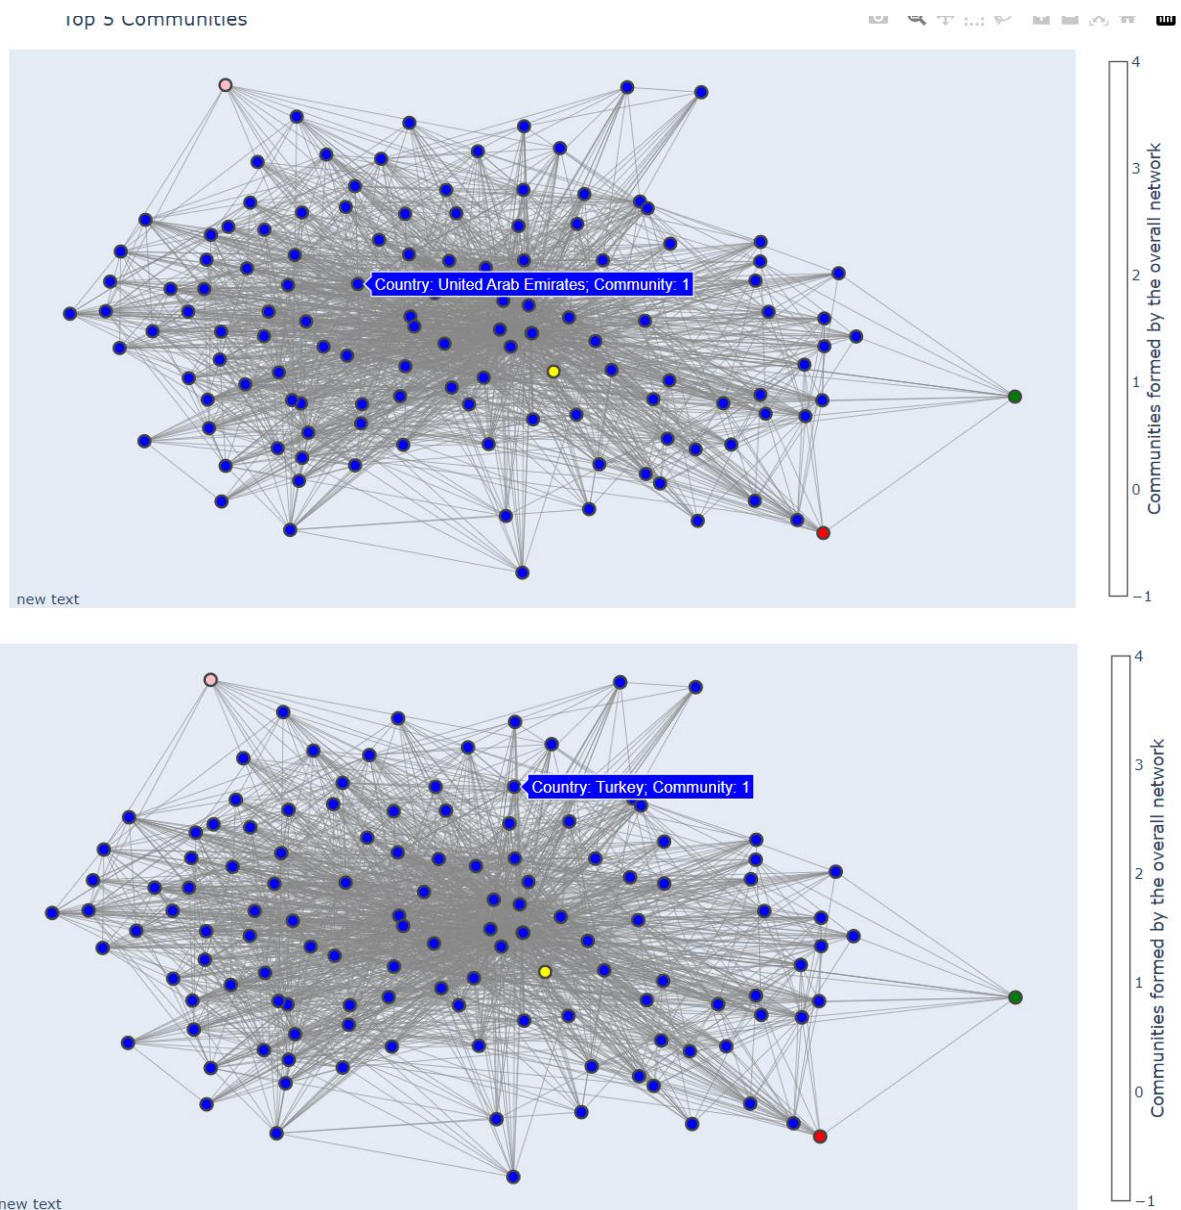 Top 5 Communities
4
3
2
1
0
−1
Communities formed by the overall network
Country: United Arab Emirates; Community: 1
new text
4
3
2
1
0
−1
Communities formed by the overall network
Country: Turkey; Community: 1
new text